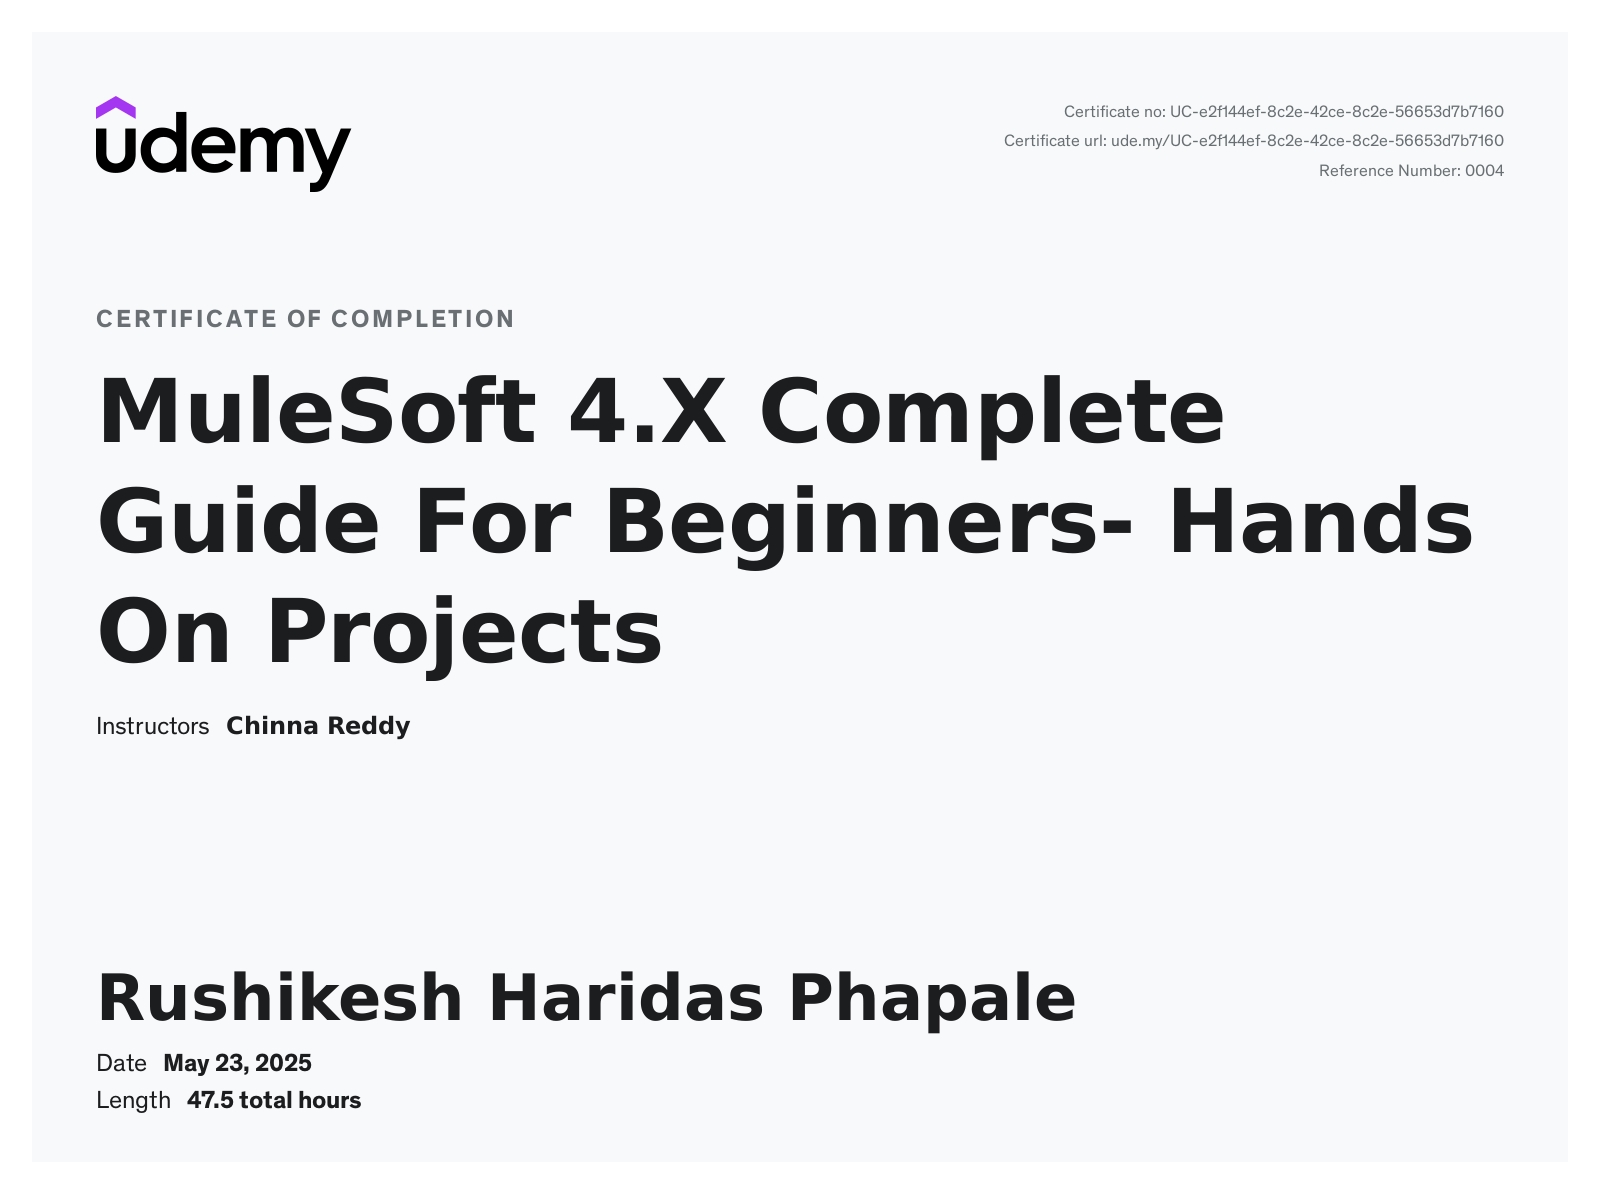 udemy
Certificate no: UC-e2f144ef-8c2e-42ce-8c2e-56653d7b7160
Certificate url: ude.my/UC-e2f144ef-8c2e-42ce-8c2e-56653d7b7160
Reference Number: 0004
CERTIFICATE OF COMPLETION
MuleSoft 4.X Complete
Guide For Beginners- Hands
On Projects
Instructors Chinna Reddy
Rushikesh Haridas Phapale
Date May 23, 2025
Length 47.5 total hours